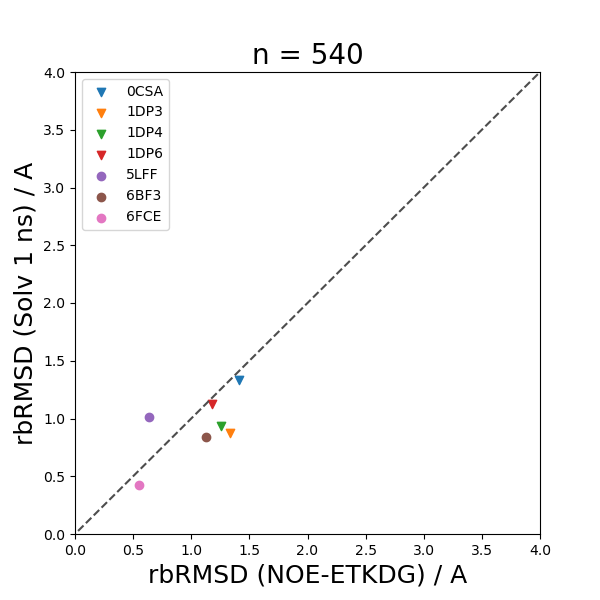 n = 540
rbRMSD (Solv 1 ns) / A
4.0
3.5
3.0
2.5
2.0
1.5
1.0
0.5
0.0
0CSA
1DP3
1DP4
1DP6
5LFF
6BF3
6FCE
0.0 0.5 1.0 1.5 2.0 2.5 3.0 3.5 4.0
rbRMSD (NOE-ETKDG) / A